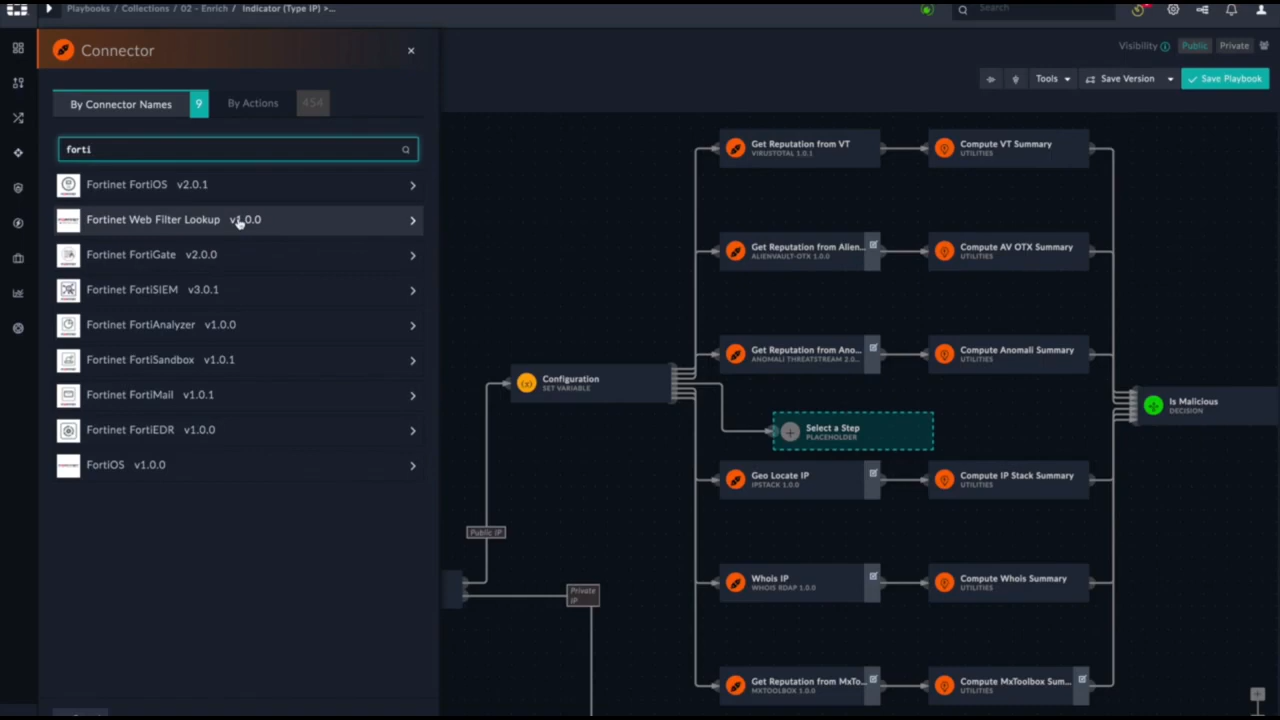 Playbooks / Collections / 02 - Enrich / Indicator (Type IP) >...
Search
Connector
Visibility
Public
Private
Tools
Save Version
Save Playbook
By Connector Names 9
By Actions 454
forti
Fortinet FortiOS v2.0.1
Fortinet Web Filter Lookup v1.0.0
Fortinet FortiGate v2.0.0
Fortinet FortiSIEM v3.0.1
Fortinet FortiAnalyzer v1.0.0
Fortinet FortiSandbox v1.0.1
Fortinet FortiMail v1.0.1
Fortinet FortiEDR v1.0.0
FortiOS v1.0.0
Public IP
Private
IP
Configuration
SET VARIABLE
Get Reputation from VT
VIRUSTOTAL 1.0.1
Compute VT Summary
UTILITIES
Get Reputation from Alien...
ALIENVAULT-OTX 1.0.0
Compute AV OTX Summary
UTILITIES
Get Reputation from Ano...
ANOMALI THREATSTREAM 2.0...
Compute Anomali Summary
UTILITIES
Select a Step
PLACEHOLDER
Geo Locate IP
IPSTACK 1.0.0
Compute IP Stack Summary
UTILITIES
Whois IP
WHOIS RDAP 1.0.0
Compute Whois Summary
UTILITIES
Get Reputation from MxTo...
MXTOOLBOX 1.0.0
Compute MxToolbox Sum...
UTILITIES
Is Malicious
DECISION